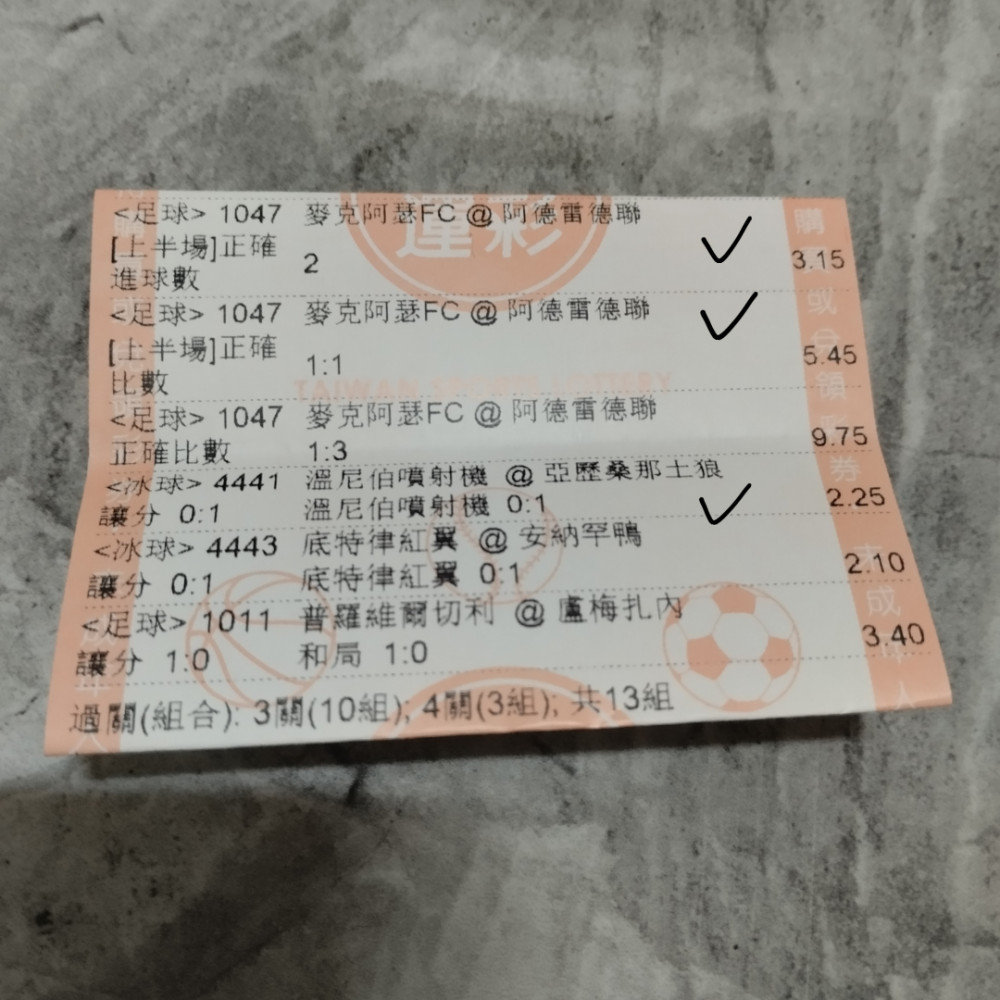 <足球> 1047 麥克阿瑟FC @ 阿德雷德聯
[上半場]正確進球數 2 3.15
<足球> 1047 麥克阿瑟FC @ 阿德雷德聯
[上半場]正確比數 1:1 5.45
TAIWAN SPORTS LOTTERY
<足球> 1047 麥克阿瑟FC @ 阿德雷德聯
正確比數 1:3 9.75
<冰球> 4441 溫尼伯噴射機 @ 亞歷桑那土狼
讓分 0:1 溫尼伯噴射機 0:1 2.25
<冰球> 4443 底特律紅翼 @ 安納罕鴨
讓分 0:1 底特律紅翼 0:1 2.10
<足球> 1011 普羅維爾切利 @ 盧梅扎內
讓分 1:0 和局 1:0 3.40
過關(組合): 3關(10組); 4關(3組); 共13組
運彩